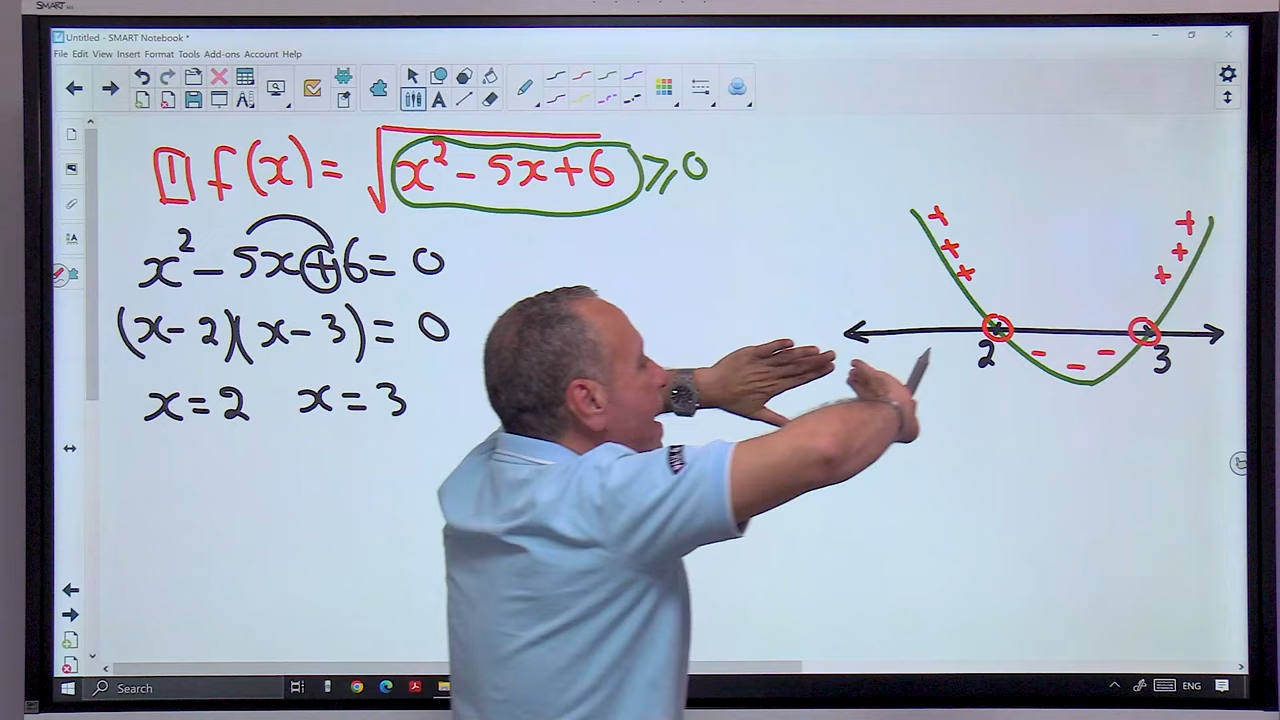 SMART
Untitled - SMART Notebook *
File Edit View Insert Format Tools Add-ons Account Help
1 f(x) = √x² - 5x + 6 ≥ 0
x² - 5x + 6 = 0
(x - 2)(x - 3) = 0
x = 2 x = 3
+ +
+ +
+ +
2 - - - 3
Search
ENG